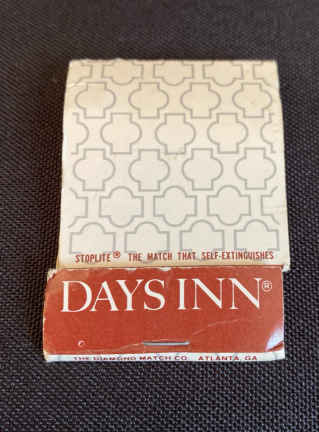 STOPLITE® THE MATCH THAT SELF-EXTINGUISHES
DAYS INN®
THE DIAMOND MATCH CO. ATLANTA, GA